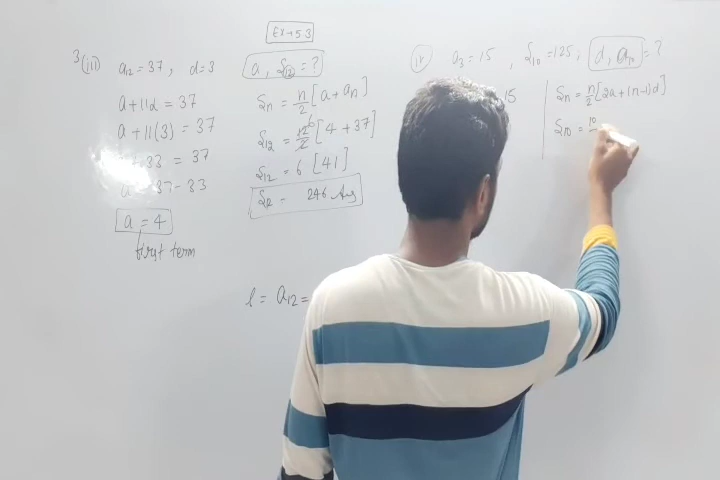 Ex→5.3
3(iii) a12 = 37, d=3
a, S12 = ?
a+11d = 37
a+11(3) = 37
33 = 37
37-33
a = 4
first term
Sn = n/2 [a+an]
S12 = 12/2 6 [4+37]
S12 = 6 [41]
S12 = 246 Ans
l = a12 =
iv a3 = 15, S10 = 125; d, a10 = ?
15
Sn = n/2 [2a+(n-1)d]
S10 = 10